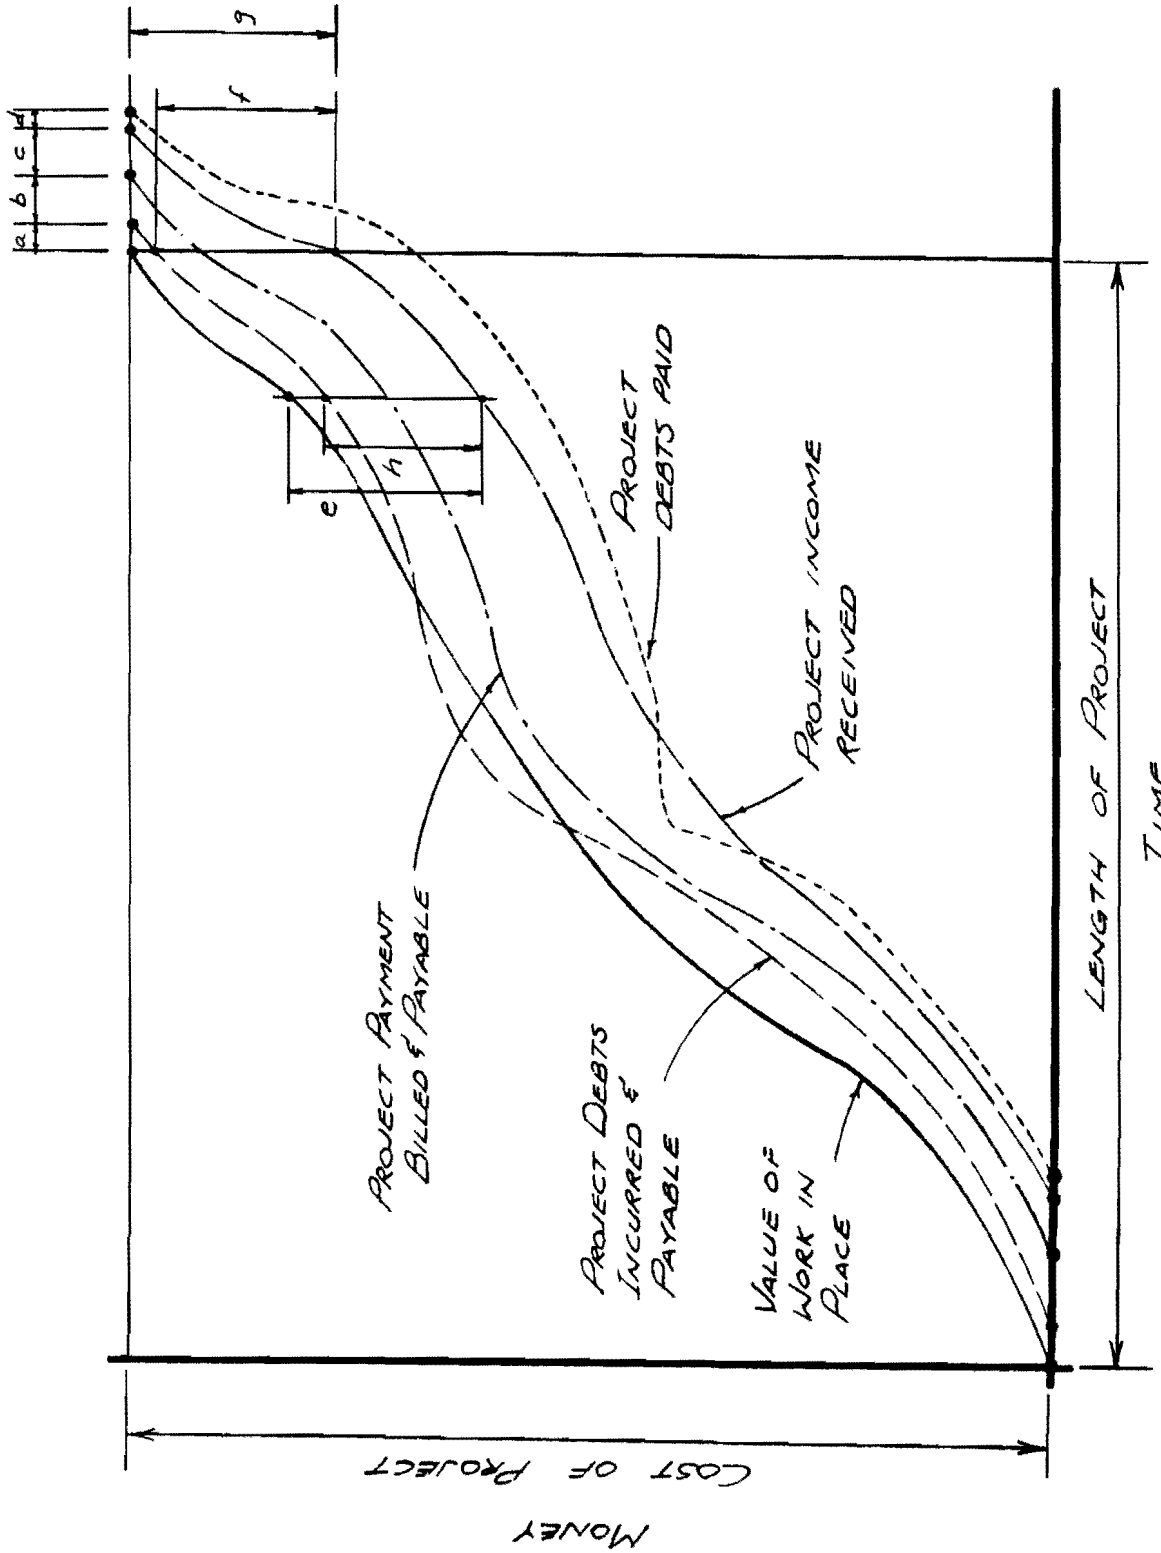 a
b
c
d
e
h
f
g
PROJECT PAYMENT
BILLED & PAYABLE
PROJECT DEBTS
INCURRED &
PAYABLE
VALUE OF
WORK IN
PLACE
PROJECT
DEBTS PAID
PROJECT INCOME
RECEIVED
MONEY
COST OF PROJECT
LENGTH OF PROJECT
TIME